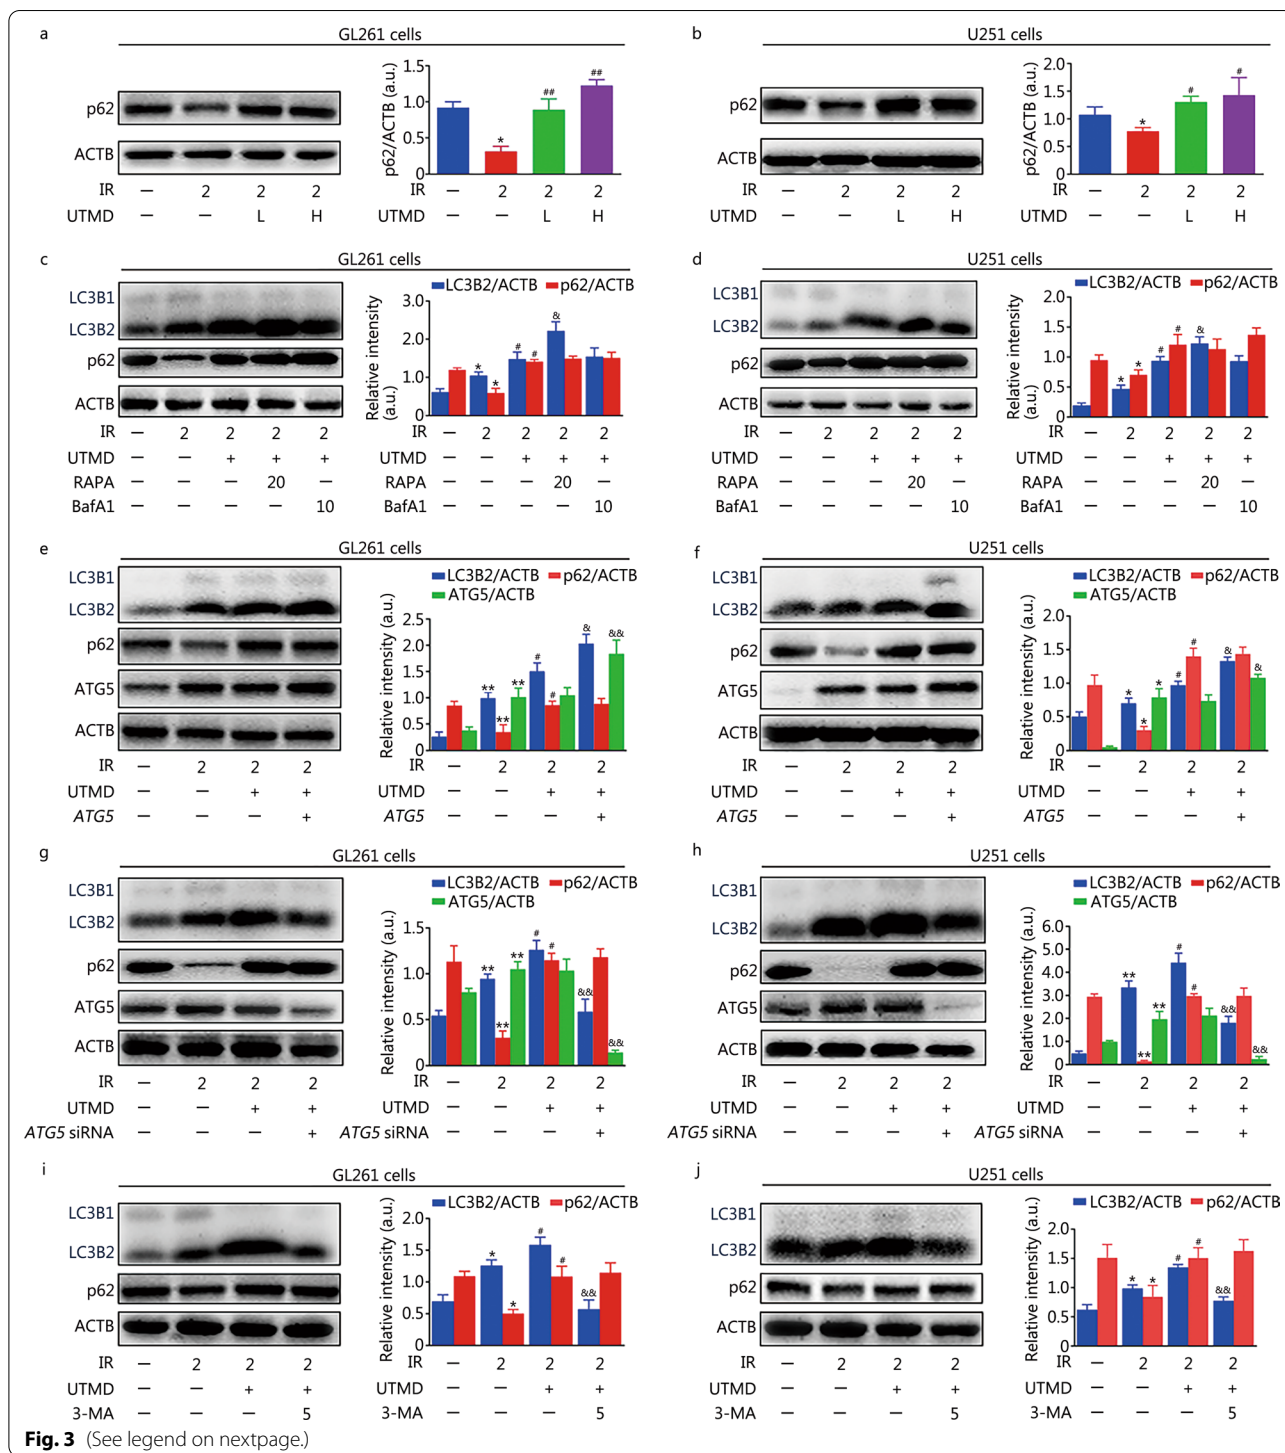 a GL261 cells
p62
ACTB
IR — 2 2 2
UTMD — — L H
p62/ACTB (a.u.)
1.5
1.0
0.5
0
* ## ##
IR — 2 2 2
UTMD — — L H
b U251 cells
p62
ACTB
IR — 2 2 2
UTMD — — L H
p62/ACTB (a.u.)
2.0
1.5
1.0
0.5
0
* # #
IR — 2 2 2
UTMD — — L H
c GL261 cells
LC3B1
LC3B2
p62
ACTB
IR — 2 2 2 2
UTMD — — + + +
RAPA — — — 20 —
BafA1 — — — — 10
LC3B2/ACTB p62/ACTB
Relative intensity
(a.u.)
3.0
2.0
1.0
0
* * # # &
IR — 2 2 2 2
UTMD — — + + +
RAPA — — — 20 —
BafA1 — — — — 10
d U251 cells
LC3B1
LC3B2
p62
ACTB
IR — 2 2 2 2
UTMD — — + + +
RAPA — — — 20 —
BafA1 — — — — 10
LC3B2/ACTB p62/ACTB
Relative intensity
(a.u.)
2.0
1.5
1.0
0.5
0
* * # # &
IR — 2 2 2 2
UTMD — — + + +
RAPA — — — 20 —
BafA1 — — — — 10
e GL261 cells
LC3B1
LC3B2
p62
ATG5
ACTB
IR — 2 2 2
UTMD — — + +
ATG5 — — — +
LC3B2/ACTB p62/ACTB
ATG5/ACTB
Relative intensity (a.u.)
2.5
2.0
1.5
1.0
0.5
0
** ** ** # # & &&
IR — 2 2 2
UTMD — — + +
ATG5 — — — +
f U251 cells
LC3B1
LC3B2
p62
ATG5
ACTB
IR — 2 2 2
UTMD — — + +
ATG5 — — — +
LC3B2/ACTB p62/ACTB
ATG5/ACTB
Relative intensity (a.u.)
2.0
1.5
1.0
0.5
0
* * * # # & &
IR — 2 2 2
UTMD — — + +
ATG5 — — — +
g GL261 cells
LC3B1
LC3B2
p62
ATG5
ACTB
IR — 2 2 2
UTMD — — + +
ATG5 siRNA — — — +
LC3B2/ACTB p62/ACTB
ATG5/ACTB
Relative intensity (a.u.)
1.5
1.0
0.5
0
** ** ** # # && &&
IR — 2 2 2
UTMD — — + +
ATG5 siRNA — — — +
h U251 cells
LC3B1
LC3B2
p62
ATG5
ACTB
IR — 2 2 2
UTMD — — + +
ATG5 siRNA — — — +
LC3B2/ACTB p62/ACTB
ATG5/ACTB
Relative intensity (a.u.)
6.0
5.0
4.0
3.0
2.0
1.0
0
** ** ** # # && &&
IR — 2 2 2
UTMD — — + +
ATG5 siRNA — — — +
i GL261 cells
LC3B1
LC3B2
p62
ACTB
IR — 2 2 2
UTMD — — + +
3-MA — — — 5
LC3B2/ACTB p62/ACTB
Relative intensity (a.u.)
2.0
1.5
1.0
0.5
0
* * # # &&
IR — 2 2 2
UTMD — — + +
3-MA — — — 5
j U251 cells
LC3B1
LC3B2
p62
ACTB
IR — 2 2 2
UTMD — — + +
3-MA — — — 5
LC3B2/ACTB p62/ACTB
Relative intensity (a.u.)
2.0
1.5
1.0
0.5
0
* * # # &&
IR — 2 2 2
UTMD — — + +
3-MA — — — 5
Fig. 3 (See legend on nextpage.)